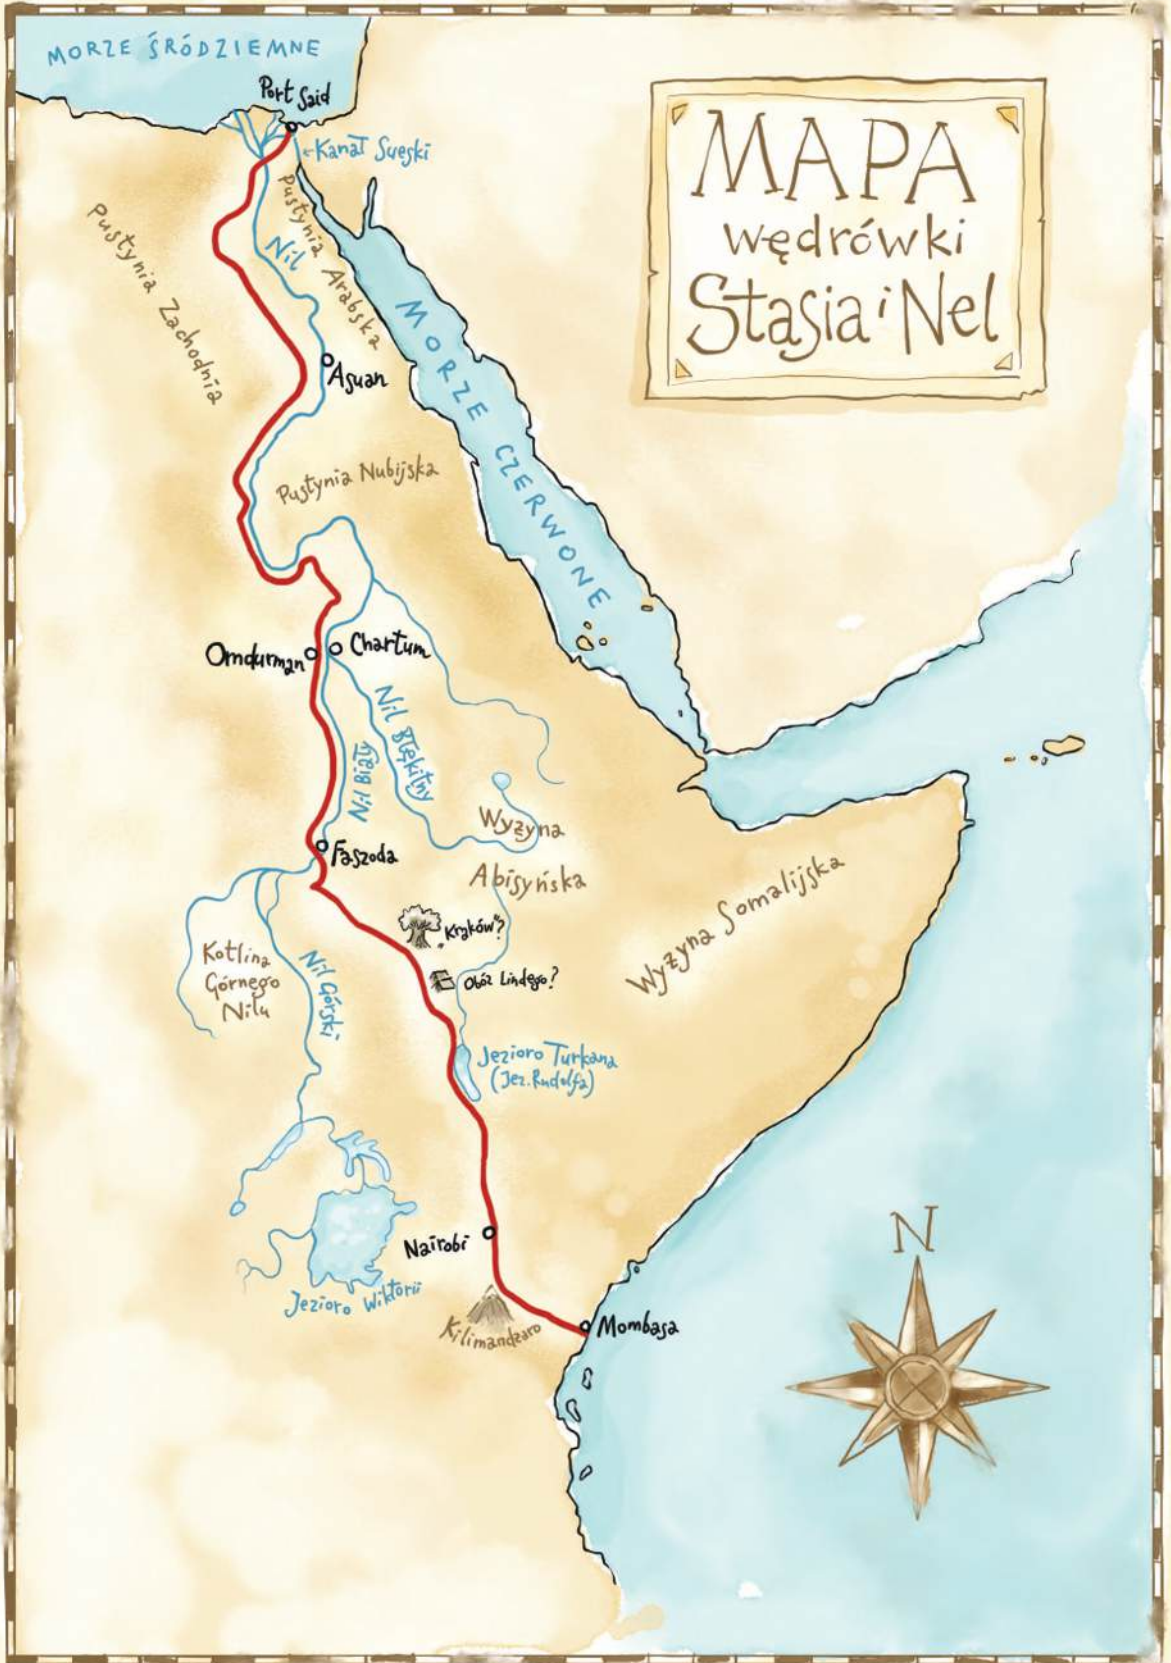 MORZE ŚRÓDZIEMNE
Port Said
Kanał Sueski
MAPA
wędrówki
Stasia i Nel
Pustynia Zachodnia
Pustynia Arabska
Nil
MORZE CZERWONE
Asuan
Pustynia Nubijska
Omdurman
Chartum
Nil Błękitny
Nil Biały
Wyżyna
Abisyńska
Faszoda
Wyżyna Somalijska
„Kraków"?
Kotlina
Górnego
Nilu
Nil Górski
Obóz Lindego?
Jezioro Turkana
(Jez. Rudolfa)
N
Nairobi
Jezioro Wiktorii
Kilimandżaro
Mombasa